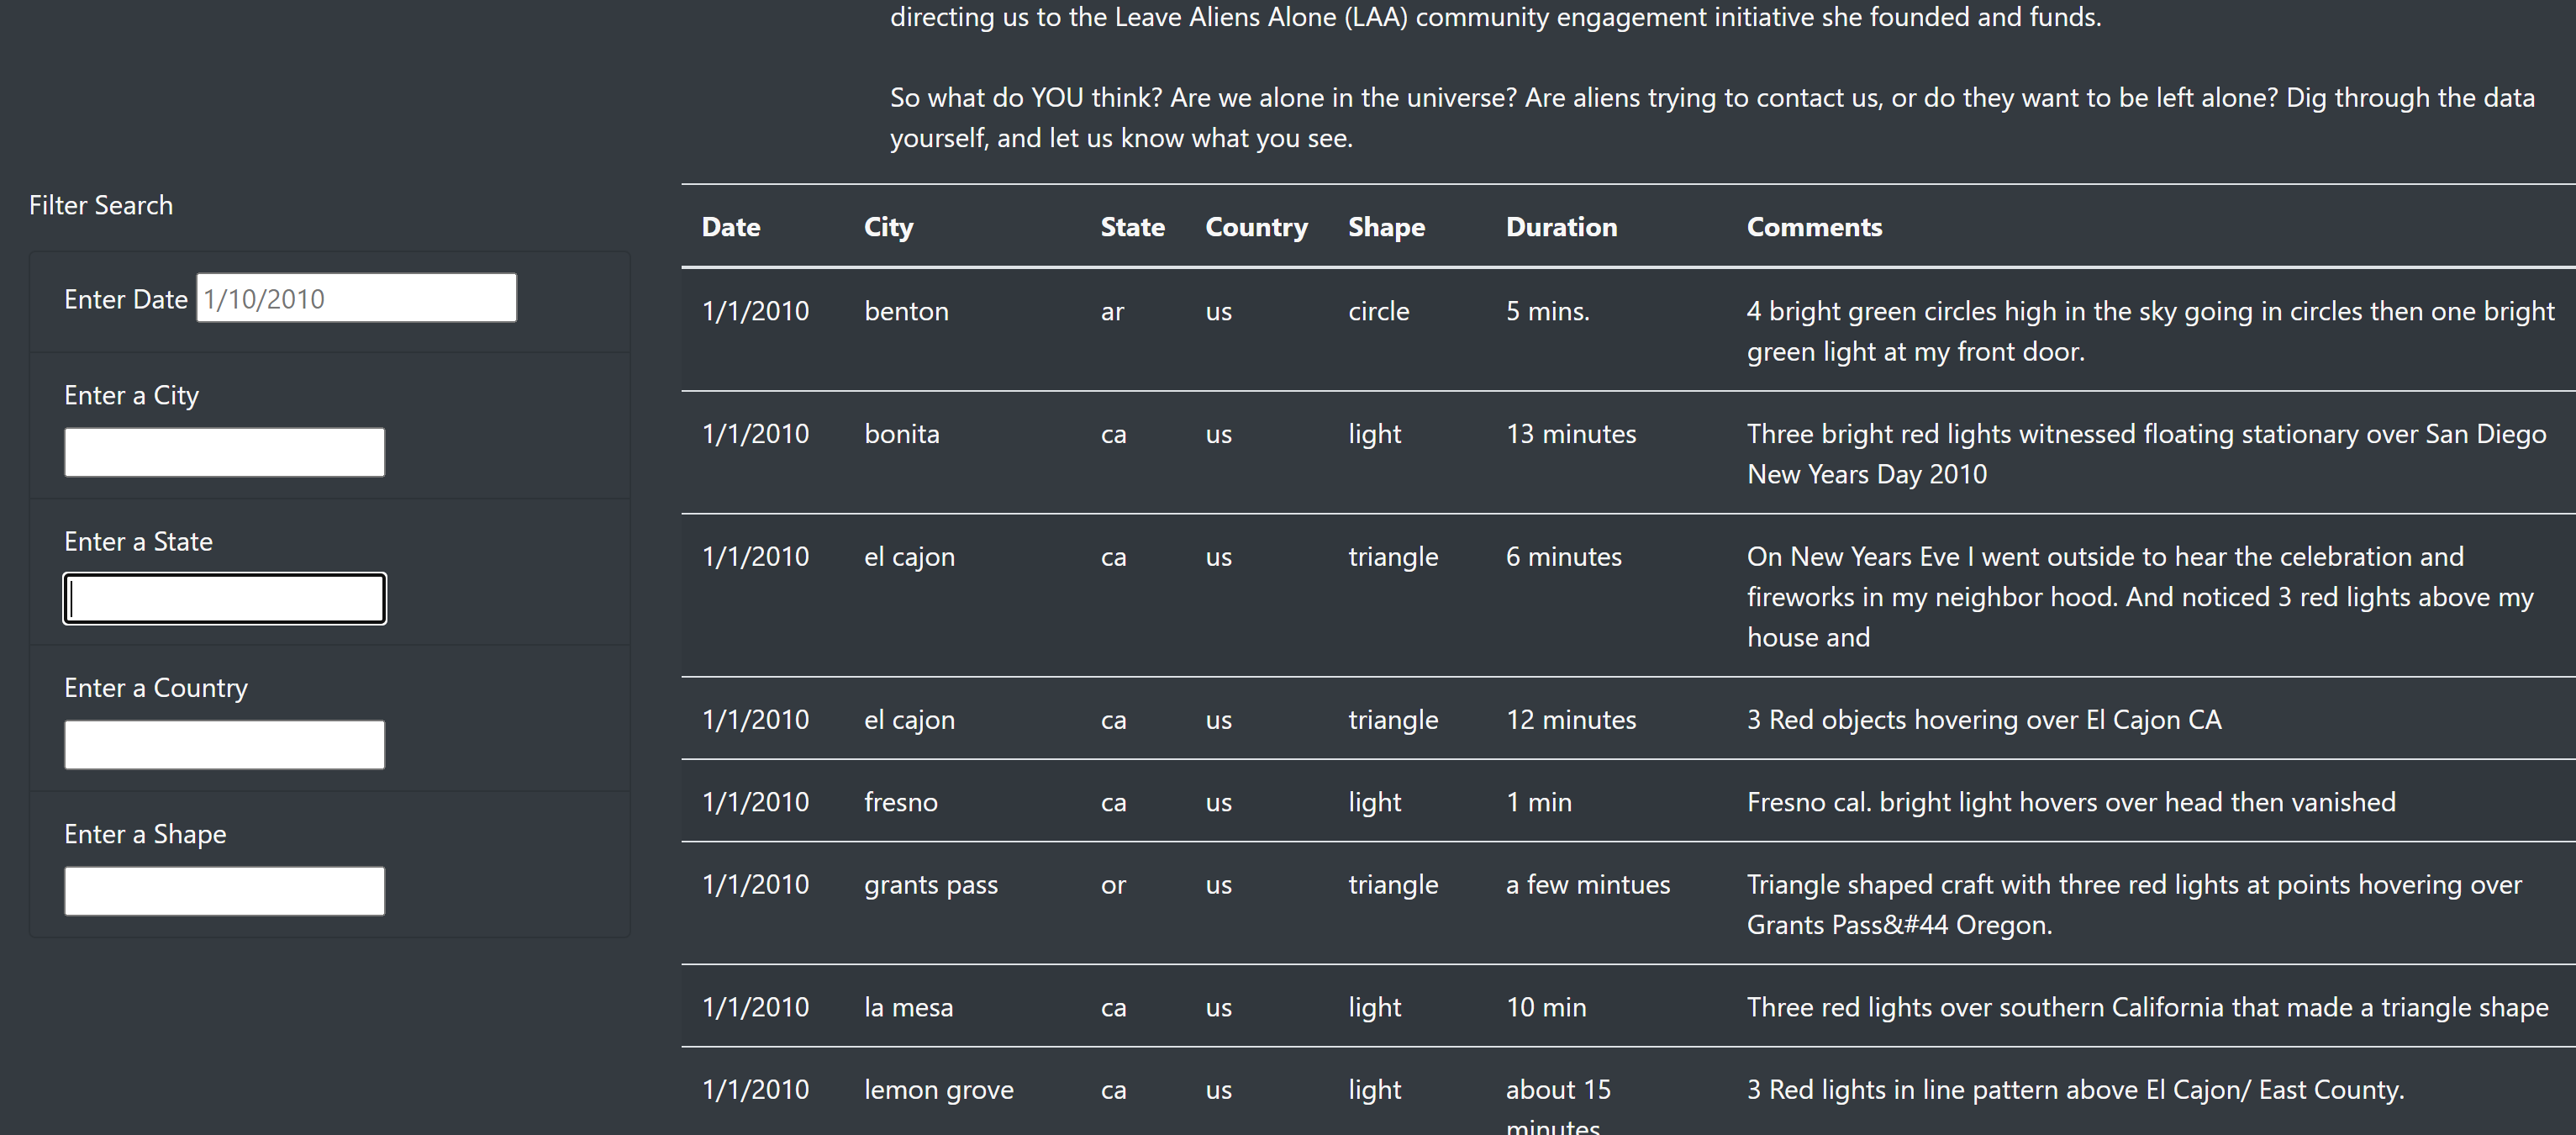 directing us to the Leave Aliens Alone (LAA) community engagement initiative she founded and funds.
So what do YOU think? Are we alone in the universe? Are aliens trying to contact us, or do they want to be left alone? Dig through the data
yourself, and let us know what you see.
Filter Search
Enter Date 1/10/2010
Enter a City
Enter a State
Enter a Country
Enter a Shape
Date City State Country Shape Duration Comments
1/1/2010 benton ar us circle 5 mins. 4 bright green circles high in the sky going in circles then one bright
green light at my front door.
1/1/2010 bonita ca us light 13 minutes Three bright red lights witnessed floating stationary over San Diego
New Years Day 2010
1/1/2010 el cajon ca us triangle 6 minutes On New Years Eve I went outside to hear the celebration and
fireworks in my neighbor hood. And noticed 3 red lights above my
house and
1/1/2010 el cajon ca us triangle 12 minutes 3 Red objects hovering over El Cajon CA
1/1/2010 fresno ca us light 1 min Fresno cal. bright light hovers over head then vanished
1/1/2010 grants pass or us triangle a few mintues Triangle shaped craft with three red lights at points hovering over
Grants Pass&#44 Oregon.
1/1/2010 la mesa ca us light 10 min Three red lights over southern California that made a triangle shape
1/1/2010 lemon grove ca us light about 15 3 Red lights in line pattern above El Cajon/ East County.
minutes